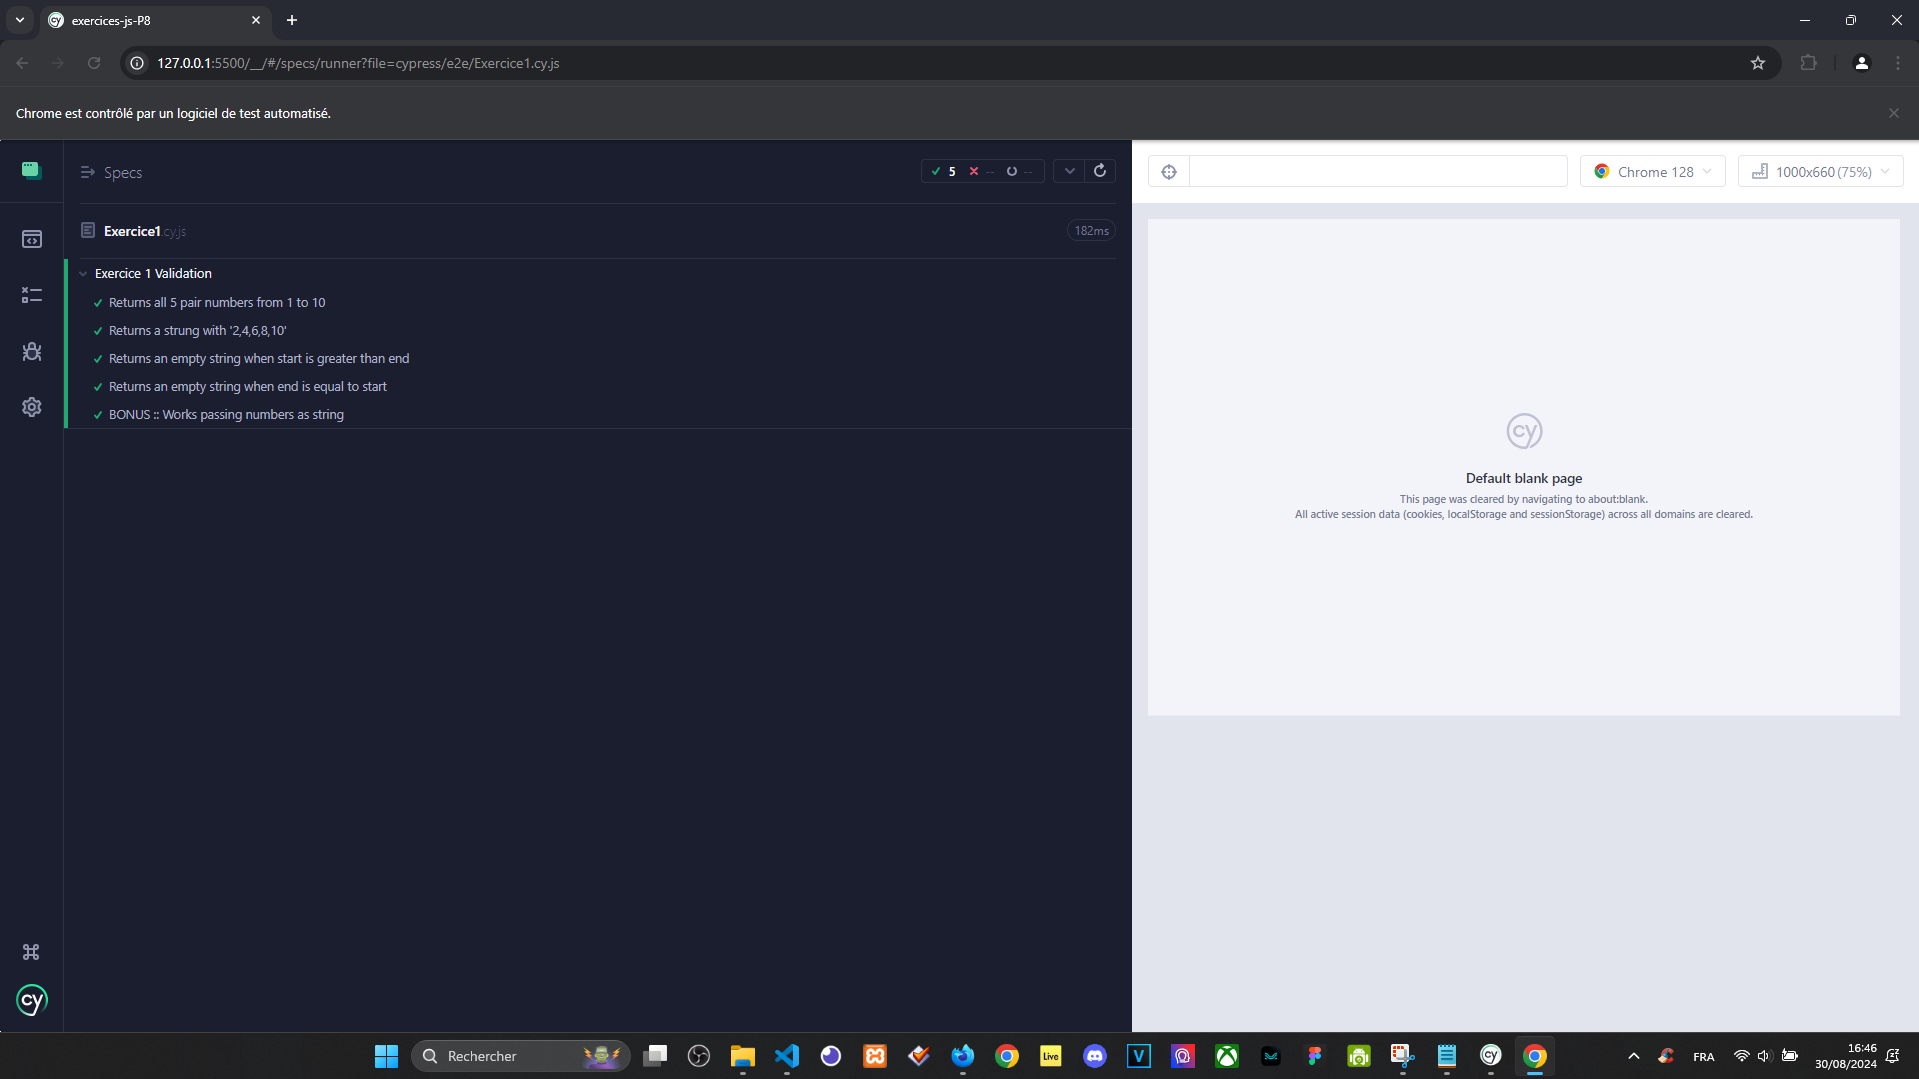 exercices-js-P8
127.0.0.1:5500/__/#/specs/runner?file=cypress/e2e/Exercice1.cy.js
Chrome est contrôlé par un logiciel de test automatisé.
Specs
5 -- --
Chrome 128
1000x660 (75%)
Exercice1.cy.js
182ms
Exercice 1 Validation
Returns all 5 pair numbers from 1 to 10
Returns a strung with '2,4,6,8,10'
Returns an empty string when start is greater than end
Returns an empty string when end is equal to start
BONUS :: Works passing numbers as string
cy
Default blank page
This page was cleared by navigating to about:blank.
All active session data (cookies, localStorage and sessionStorage) across all domains are cleared.
cy
Rechercher
Live
V
cy
FRA
16:46
30/08/2024